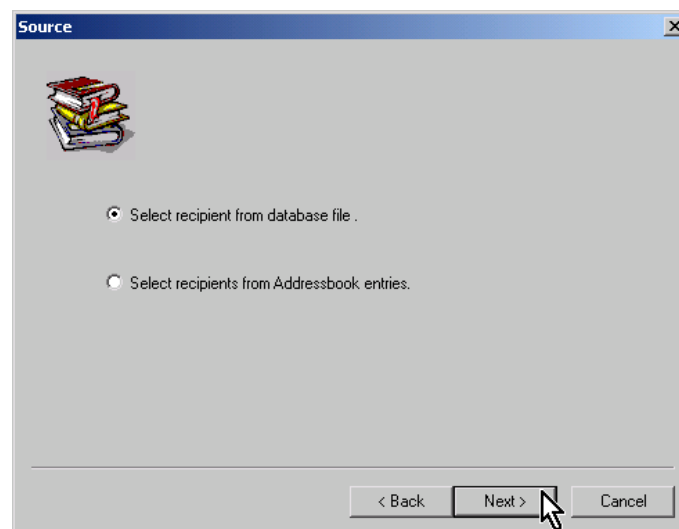 Source
Select recipient from database file .
Select recipients from Addressbook entries.
< Back Next > Cancel